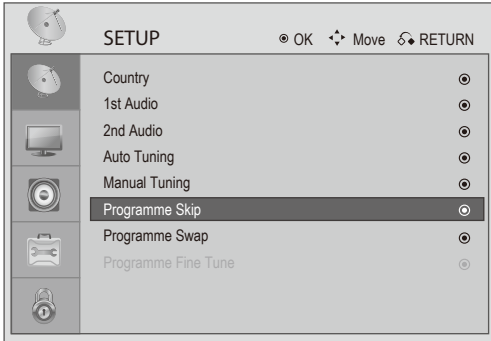 SETUP OK Move RETURN
Country
1st Audio
2nd Audio
Auto Tuning
Manual Tuning
Programme Skip
Programme Swap
Programme Fine Tune